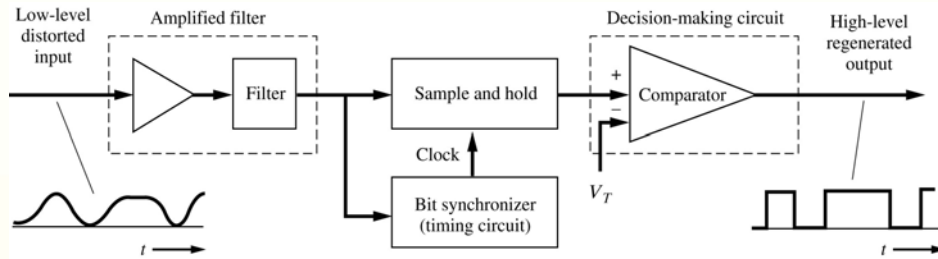 Low-level
distorted
input
Amplified filter
Filter
Sample and hold
Clock
Bit synchronizer
(timing circuit)
Decision-making circuit
+
−
Comparator
V_T
High-level
regenerated
output
t
t